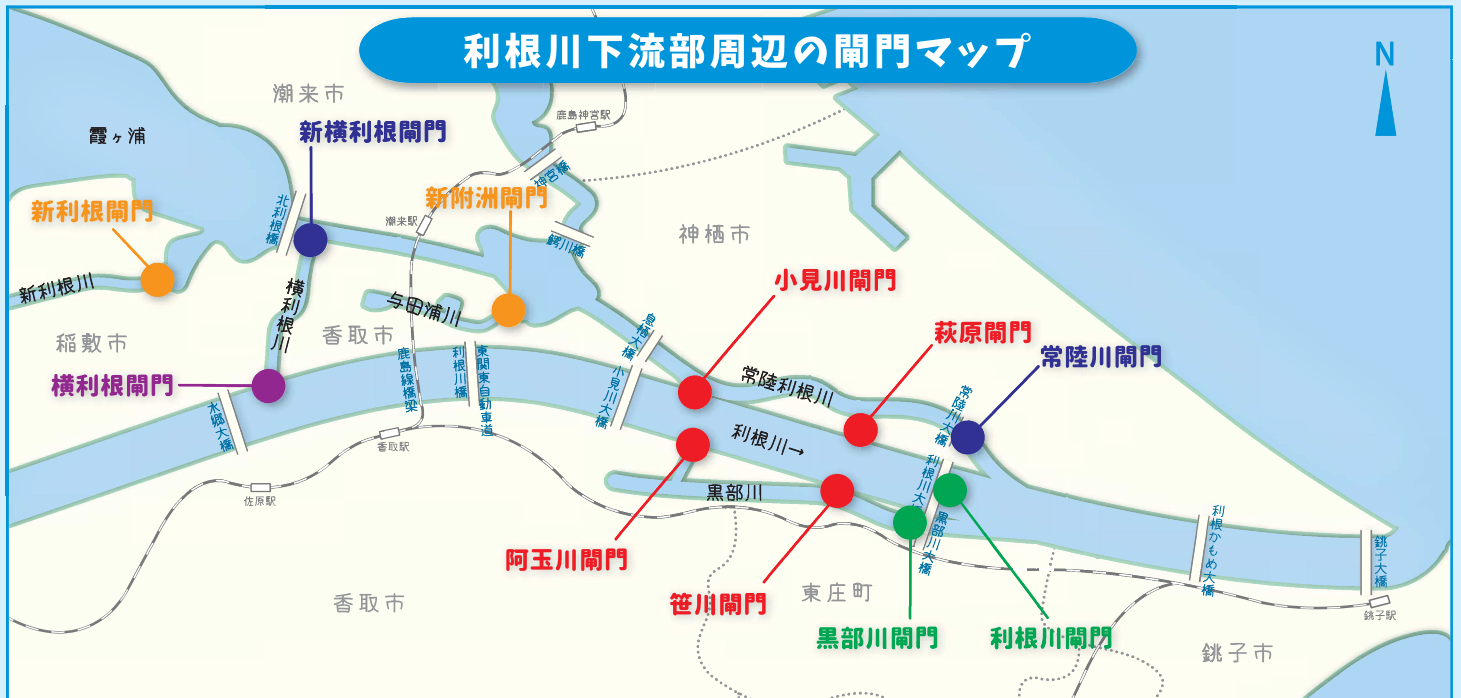 利根川下流部周辺の閘門マップ
N
潮来市
鹿島神宮駅
霞ヶ浦
新横利根閘門
神宮橋
新利根閘門
北利根橋
新附洲閘門
潮来駅
鰐川橋
神栖市
新利根川
横利根川
与田浦川
小見川閘門
稲敷市
香取市
息栖大橋
萩原閘門
常陸川閘門
横利根閘門
鹿島線橋梁
利根川橋
東関東自動車道
小見川大橋
常陸利根川
常陸川大橋
水郷大橋
香取駅
利根川→
利根川大橋
佐原駅
黒部川
黒部川大橋
利根かもめ大橋
銚子大橋
阿玉川閘門
笹川閘門
東庄町
香取市
銚子駅
黒部川閘門
利根川閘門
銚子市